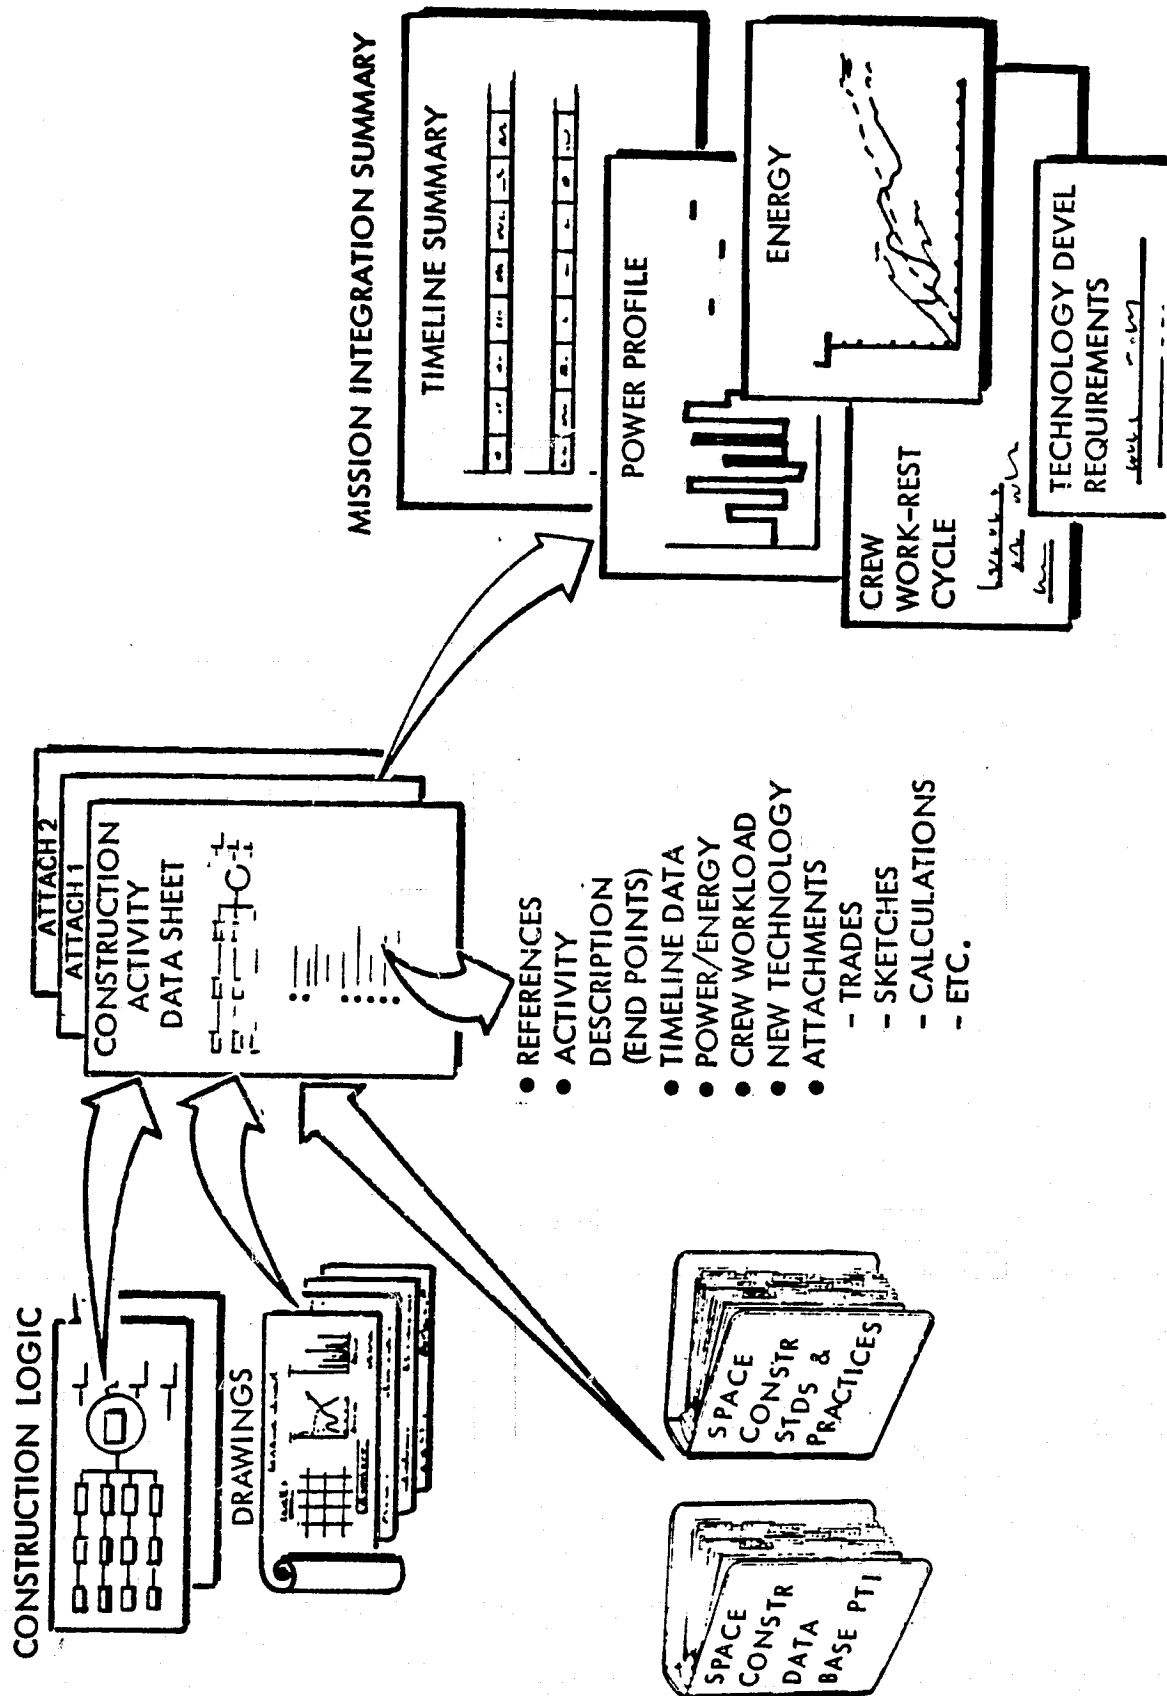 CONSTRUCTION LOGIC
DRAWINGS
SPACE
CONSTR
DATA
BASE PTI
SPACE
CONSTR
STDS &
PRACTICES
ATTACH 2
ATTACH 1
CONSTRUCTION
ACTIVITY
DATA SHEET
● REFERENCES
● ACTIVITY
DESCRIPTION
(END POINTS)
● TIMELINE DATA
● POWER/ENERGY
● CREW WORKLOAD
● NEW TECHNOLOGY
● ATTACHMENTS
- TRADES
- SKETCHES
- CALCULATIONS
- ETC.
MISSION INTEGRATION SUMMARY
TIMELINE SUMMARY
POWER PROFILE
ENERGY
CREW
WORK-REST
CYCLE
TECHNOLOGY DEVEL
REQUIREMENTS